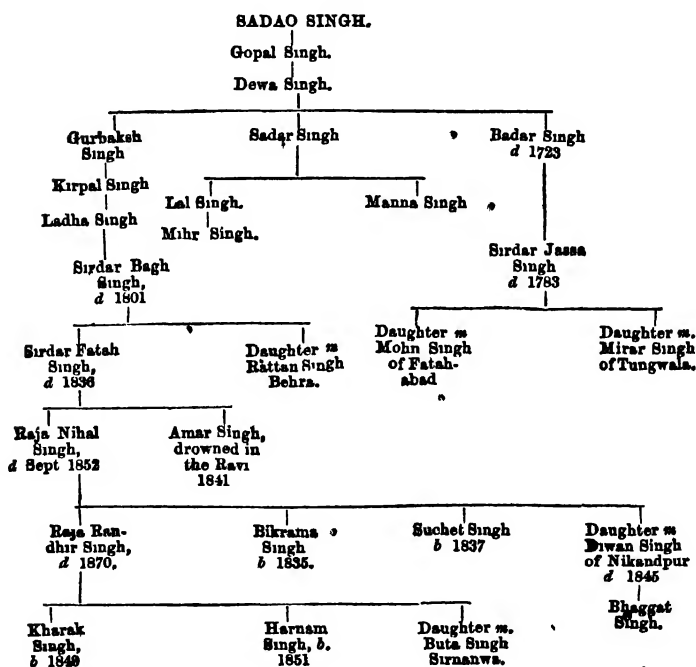 SADAO SINGH.
Gopal Singh.
Dewa Singh.
Gurbaksh
Singh
Sadar Singh
Badar Singh
d 1723
Kirpal Singh
Lal Singh.
Manna Singh
Ladha Singh
Mihr Singh.
Sirdar Bagh
Singh,
d 1801
Sirdar Jassa
Singh
d 1783
Sirdar Fatah
Singh,
d 1836
Daughter m
Rattan Singh
Behra.
Daughter m
Mohn Singh
of Fatah-
abad
Daughter m.
Mirar Singh
of Tungwala.
Raja Nihal
Singh,
d Sept 1852
Amar Singh,
drowned in
the Ravi
1841
Raja Ran-
dhir Singh,
d 1870.
Bikrama
Singh
b 1835.
Suchet Singh
b 1837
Daughter m
Diwan Singh
of Nikandpur
d 1845
Bhaggat
Singh.
Kharak
Singh,
b 1849
Harnam
Singh, b.
1851
Daughter m.
Buta Singh
Sirnanwa.